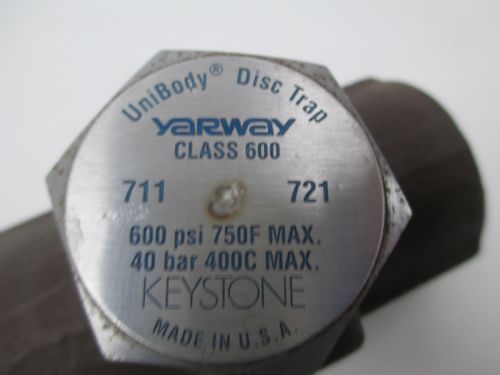 UniBody® Disc Trap
YARWAY
CLASS 600
711 721
600 psi 750F MAX.
40 bar 400C MAX.
KEYSTONE
MADE IN U.S.A.